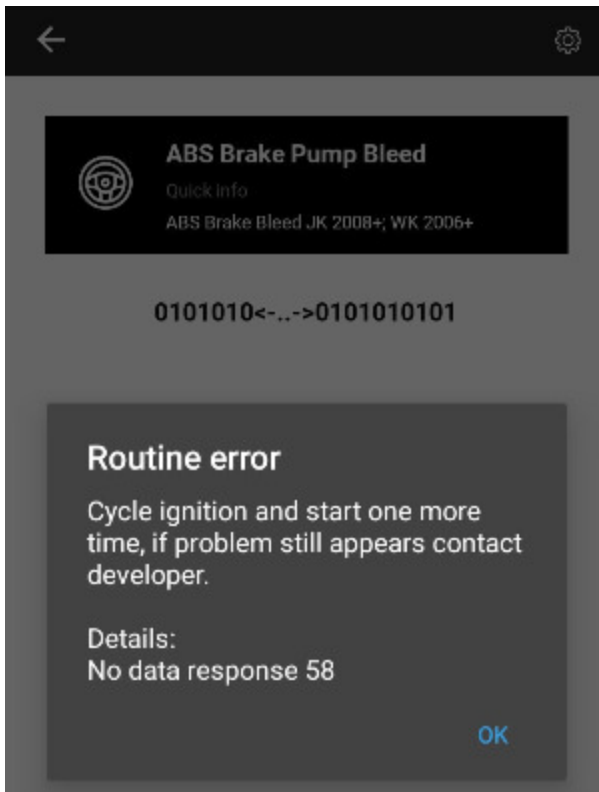 ABS Brake Pump Bleed
Quick Info
ABS Brake Bleed JK 2008+; WK 2006+
0101010<-..->0101010101
Routine error
Cycle ignition and start one more
time, if problem still appears contact
developer.
Details:
No data response 58
OK